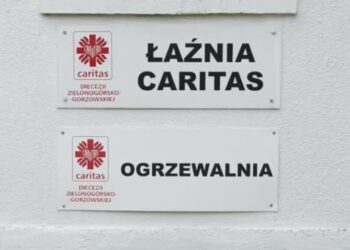 caritas
DIECEZJI
ZIELONOGÓRSKO-
-GORZOWSKIEJ
ŁAŹNIA
CARITAS
caritas
DIECEZJI
ZIELONOGÓRSKO-
-GORZOWSKIEJ
OGRZEWALNIA